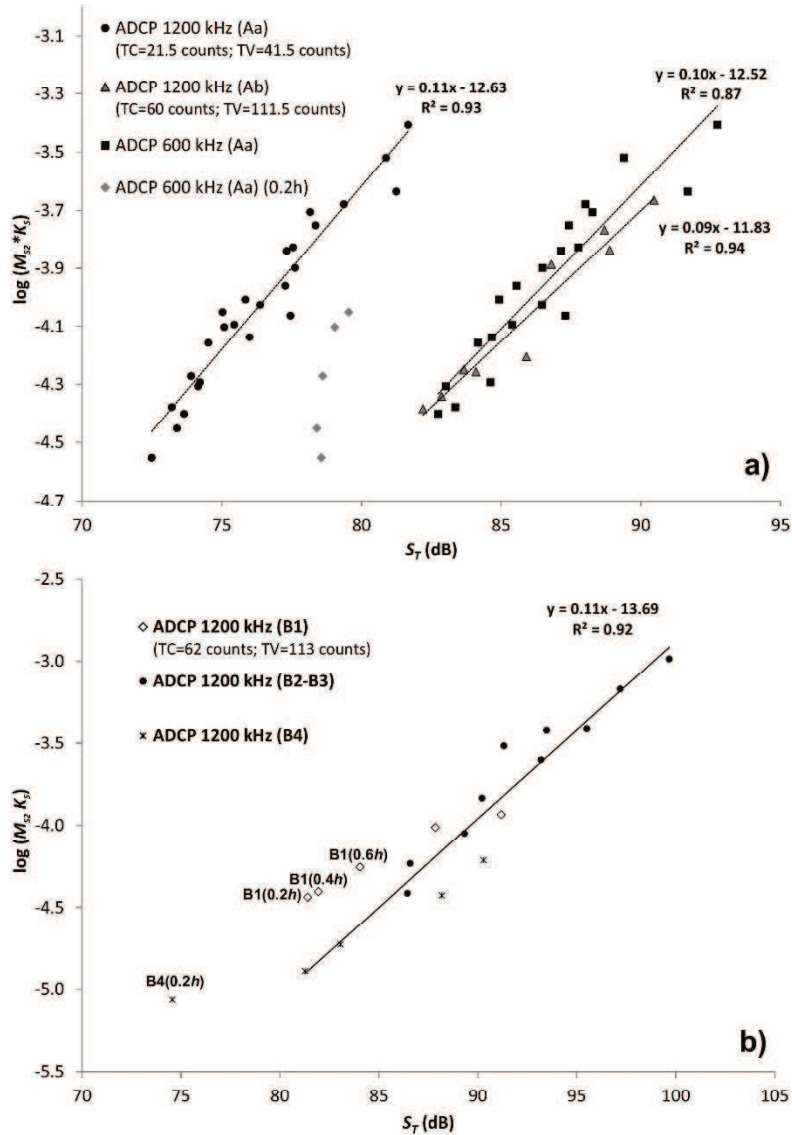 ADCP 1200 kHz (Aa)
(TC=21.5 counts; TV=41.5 counts)
ADCP 1200 kHz (Ab)
(TC=60 counts; TV=111.5 counts)
ADCP 600 kHz (Aa)
ADCP 600 kHz (Aa) (0.2h)
y = 0.11x - 12.63
R² = 0.93
y = 0.10x - 12.52
R² = 0.87
y = 0.09x - 11.83
R² = 0.94
-3.1
-3.3
-3.5
-3.7
-3.9
-4.1
-4.3
-4.5
-4.7
log (Ms2*Ks)
70 75 80 85 90 95
ST (dB)
a)
-2.5
-3.0
-3.5
-4.0
-4.5
-5.0
-5.5
log (Ms2 Ks)
ADCP 1200 kHz (B1)
(TC=62 counts; TV=113 counts)
ADCP 1200 kHz (B2-B3)
ADCP 1200 kHz (B4)
y = 0.11x - 13.69
R² = 0.92
B1(0.6h)
B1(0.4h)
B1(0.2h)
B4(0.2h)
70 75 80 85 90 95 100 105
ST (dB)
b)